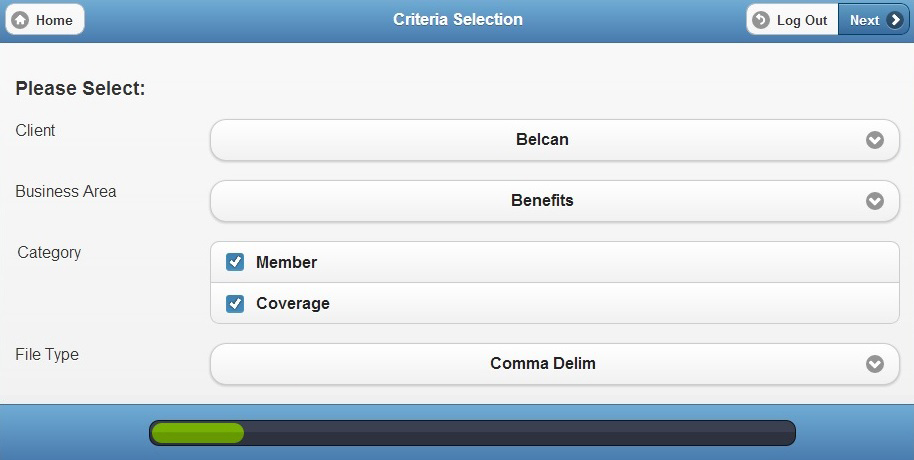 Home
Criteria Selection
Log Out
Next
Please Select:
Client
Belcan
Business Area
Benefits
Category
Member
Coverage
File Type
Comma Delim